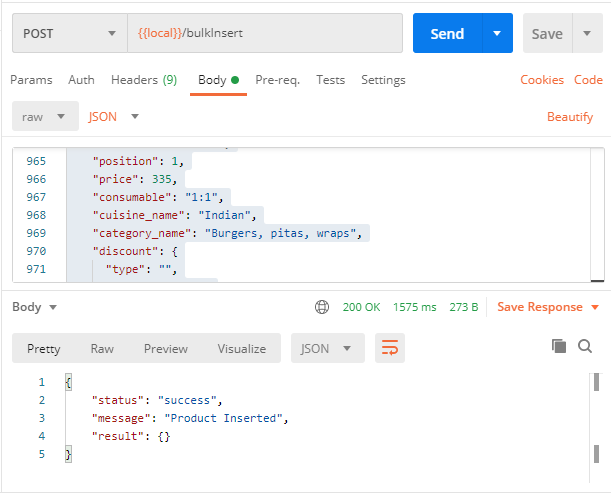 POST {{local}}/bulkInsert Send Save
Params Auth Headers (9) Body Pre-req. Tests Settings Cookies Code
raw JSON Beautify
965 "position": 1,
966 "price": 335,
967 "consumable": "1:1",
968 "cuisine_name": "Indian",
969 "category_name": "Burgers, pitas, wraps",
970 "discount": {
971 "type": "",
Body 200 OK 1575 ms 273 B Save Response
Pretty Raw Preview Visualize JSON
1 {
2 "status": "success",
3 "message": "Product Inserted",
4 "result": {}
5 }